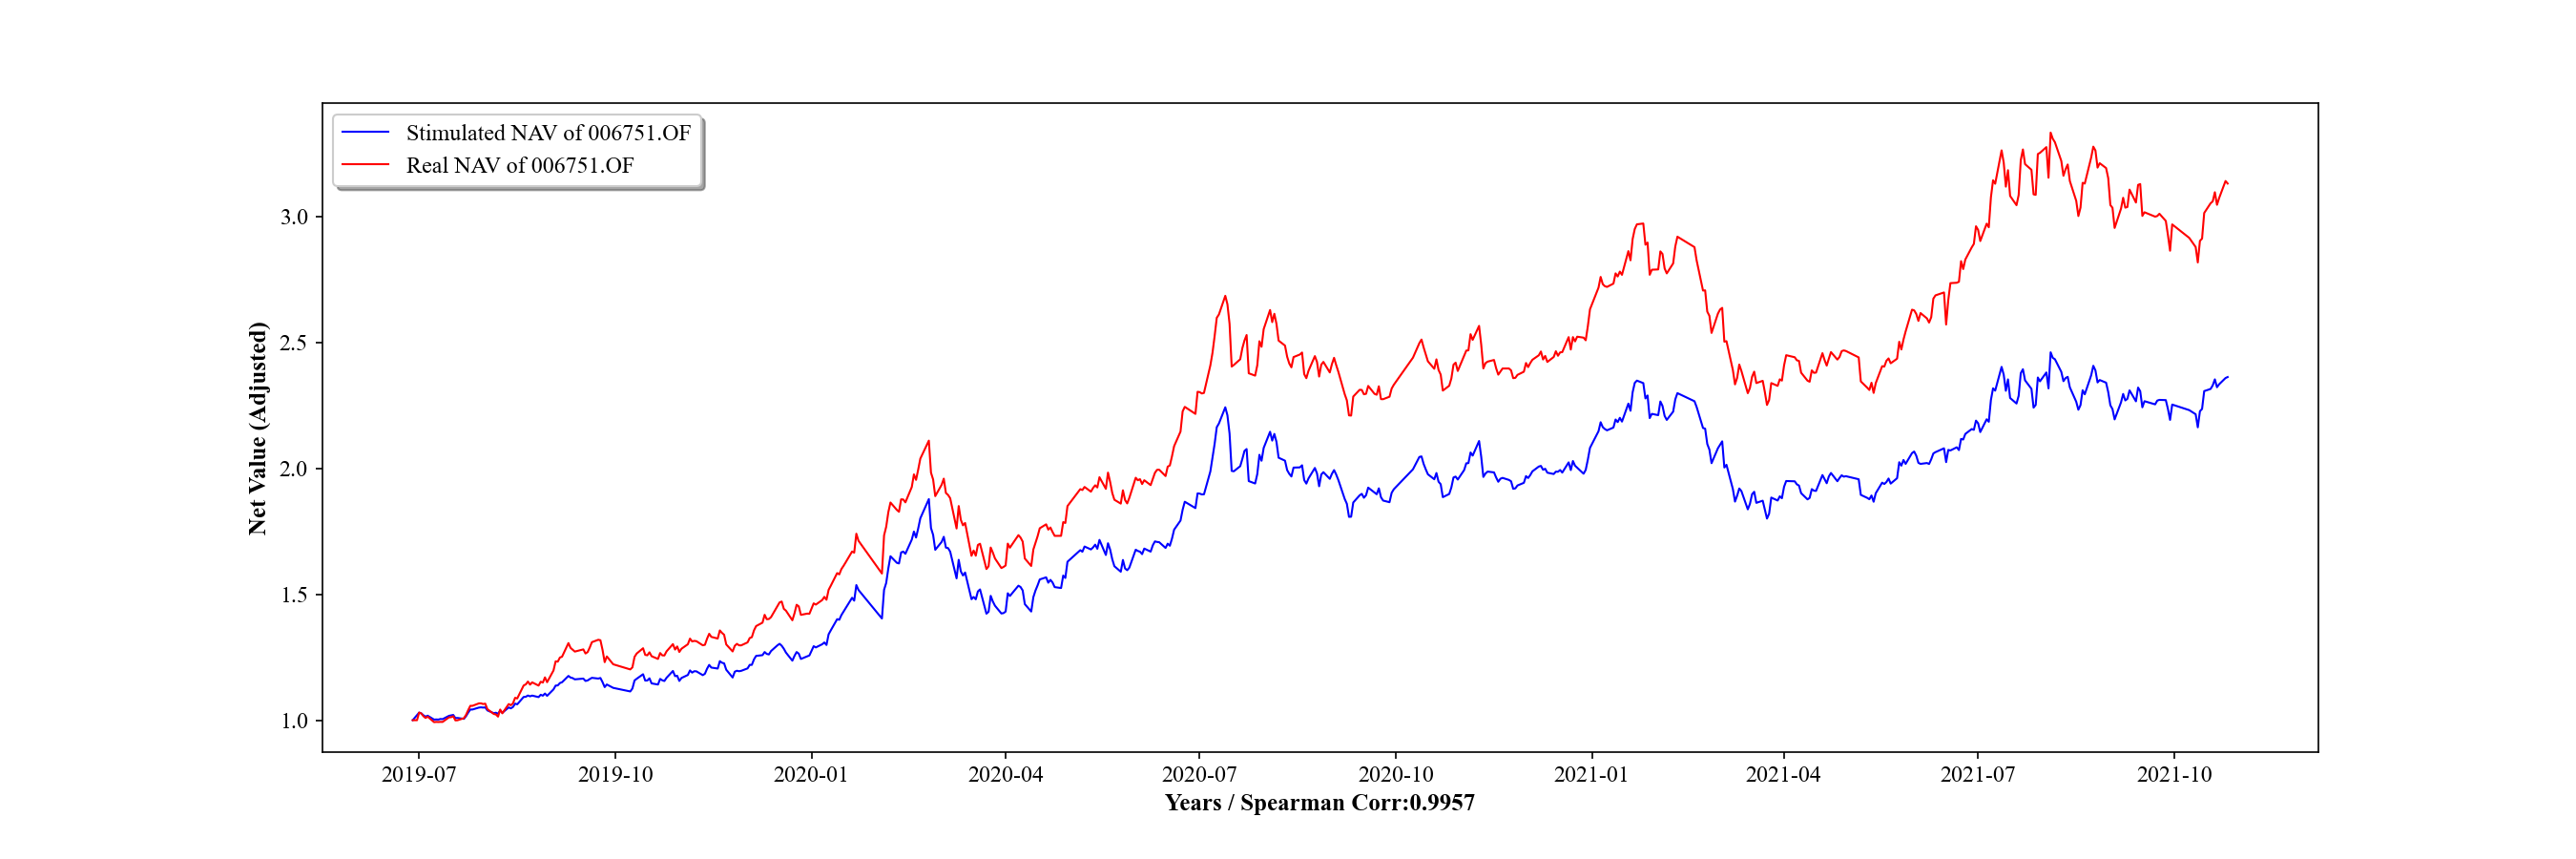 Stimulated NAV of 006751.OF
Real NAV of 006751.OF
Net Value (Adjusted)
3.0
2.5
2.0
1.5
1.0
2019-07 2019-10 2020-01 2020-04 2020-07 2020-10 2021-01 2021-04 2021-07 2021-10
Years / Spearman Corr:0.9957